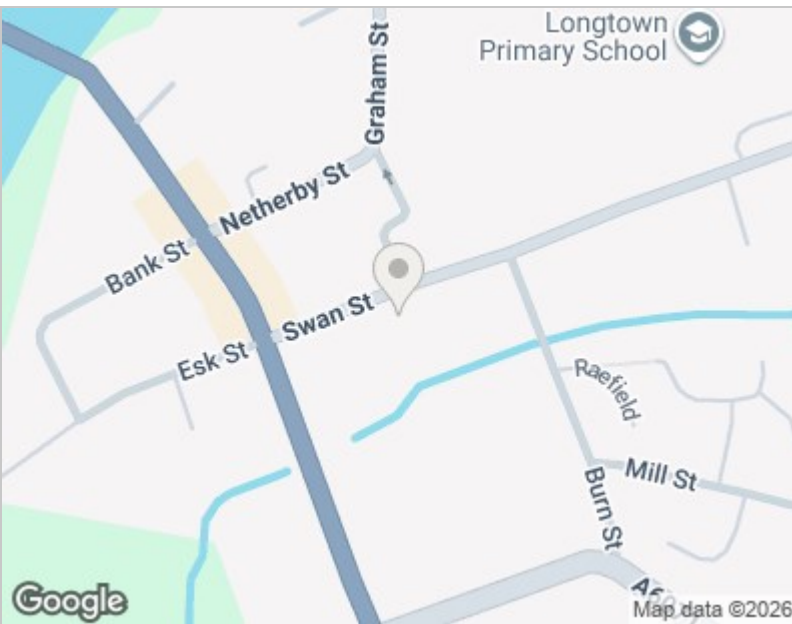 Longtown
Primary School
Graham St
Netherby St
Bank St
Swan St
Esk St
Raefield
Mill St
Burn St
Google
Map data ©2026